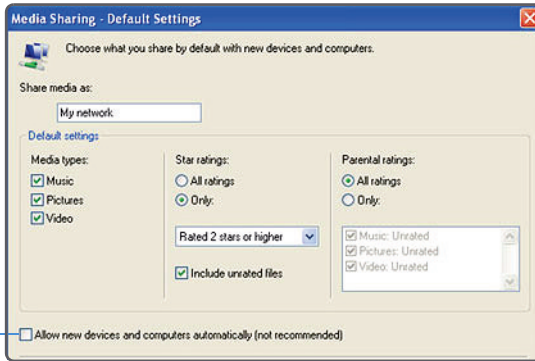 Media Sharing - Default Settings
Choose what you share by default with new devices and computers.
Share media as:
My network
Default settings
Media types:
Music
Pictures
Video
Star ratings:
All ratings
Only:
Rated 2 stars or higher
Include unrated files
Parental ratings:
All ratings
Only:
Music: Unrated
Pictures: Unrated
Video: Unrated
Allow new devices and computers automatically (not recommended)